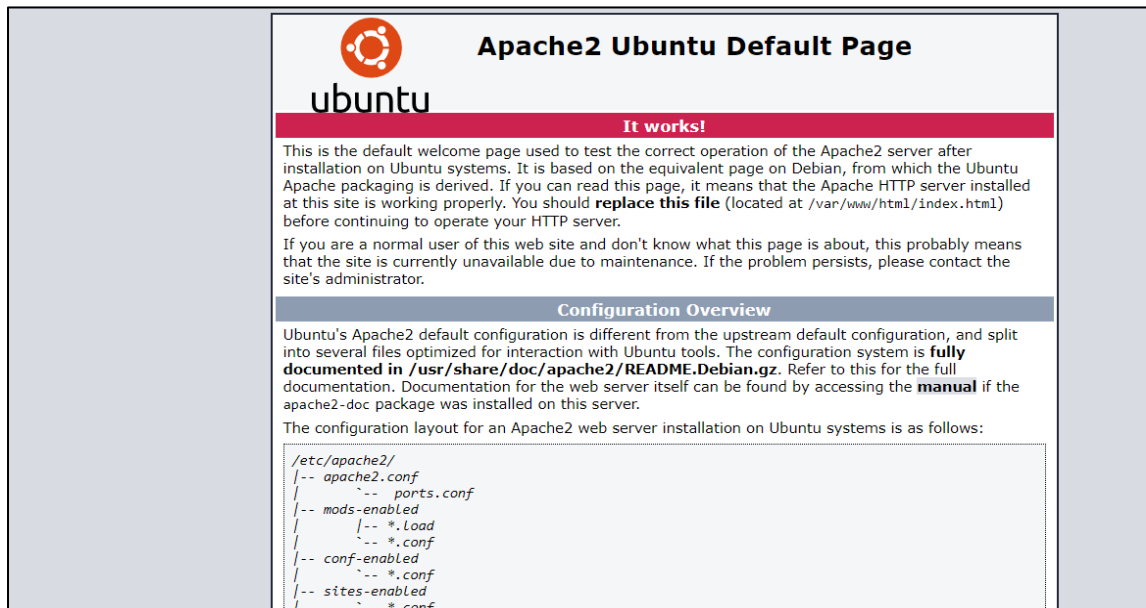 Apache2 Ubuntu Default Page
ubuntu
It works!
This is the default welcome page used to test the correct operation of the Apache2 server after
installation on Ubuntu systems. It is based on the equivalent page on Debian, from which the Ubuntu
Apache packaging is derived. If you can read this page, it means that the Apache HTTP server installed
at this site is working properly. You should replace this file (located at /var/www/html/index.html)
before continuing to operate your HTTP server.
If you are a normal user of this web site and don't know what this page is about, this probably means
that the site is currently unavailable due to maintenance. If the problem persists, please contact the
site's administrator.
Configuration Overview
Ubuntu's Apache2 default configuration is different from the upstream default configuration, and split
into several files optimized for interaction with Ubuntu tools. The configuration system is fully
documented in /usr/share/doc/apache2/README.Debian.gz. Refer to this for the full
documentation. Documentation for the web server itself can be found by accessing the manual if the
apache2-doc package was installed on this server.
The configuration layout for an Apache2 web server installation on Ubuntu systems is as follows:
/etc/apache2/
|-- apache2.conf
|       `--  ports.conf
|-- mods-enabled
|       |-- *.load
|       `-- *.conf
|-- conf-enabled
|       `-- *.conf
|-- sites-enabled
|       `-- *.conf